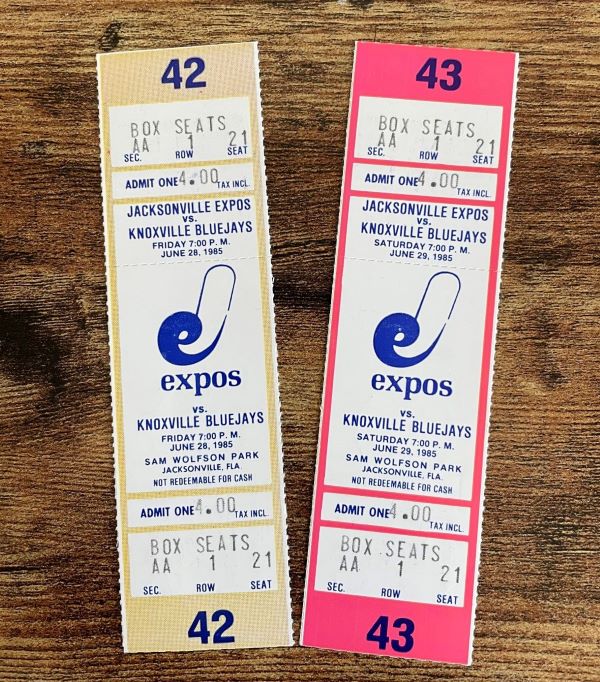 42
BOX SEATS
AA 1 21
SEC. ROW SEAT
ADMIT ONE 4.00 TAX INCL.
JACKSONVILLE EXPOS
VS.
KNOXVILLE BLUEJAYS
FRIDAY 7:00 P. M.
JUNE 28, 1985
e
expos
vs.
KNOXVILLE BLUEJAYS
FRIDAY 7:00 P. M.
JUNE 28, 1985
SAM WOLFSON PARK
JACKSONVILLE, FLA.
NOT REDEEMABLE FOR CASH
ADMIT ONE 4.00 TAX INCL.
BOX SEATS
AA 1 21
SEC. ROW SEAT
42
43
BOX SEATS
AA 1 21
SEC. ROW SEAT
ADMIT ONE 4.00 TAX INCL.
JACKSONVILLE EXPOS
VS.
KNOXVILLE BLUEJAYS
SATURDAY 7:00 P. M.
JUNE 29, 1985
e
expos
vs.
KNOXVILLE BLUEJAYS
SATURDAY 7:00 P. M.
JUNE 29, 1985
SAM WOLFSON PARK
JACKSONVILLE, FLA.
NOT REDEEMABLE FOR CASH
ADMIT ONE 4.00 TAX INCL.
BOX SEATS
AA 1 21
SEC. ROW SEAT
43